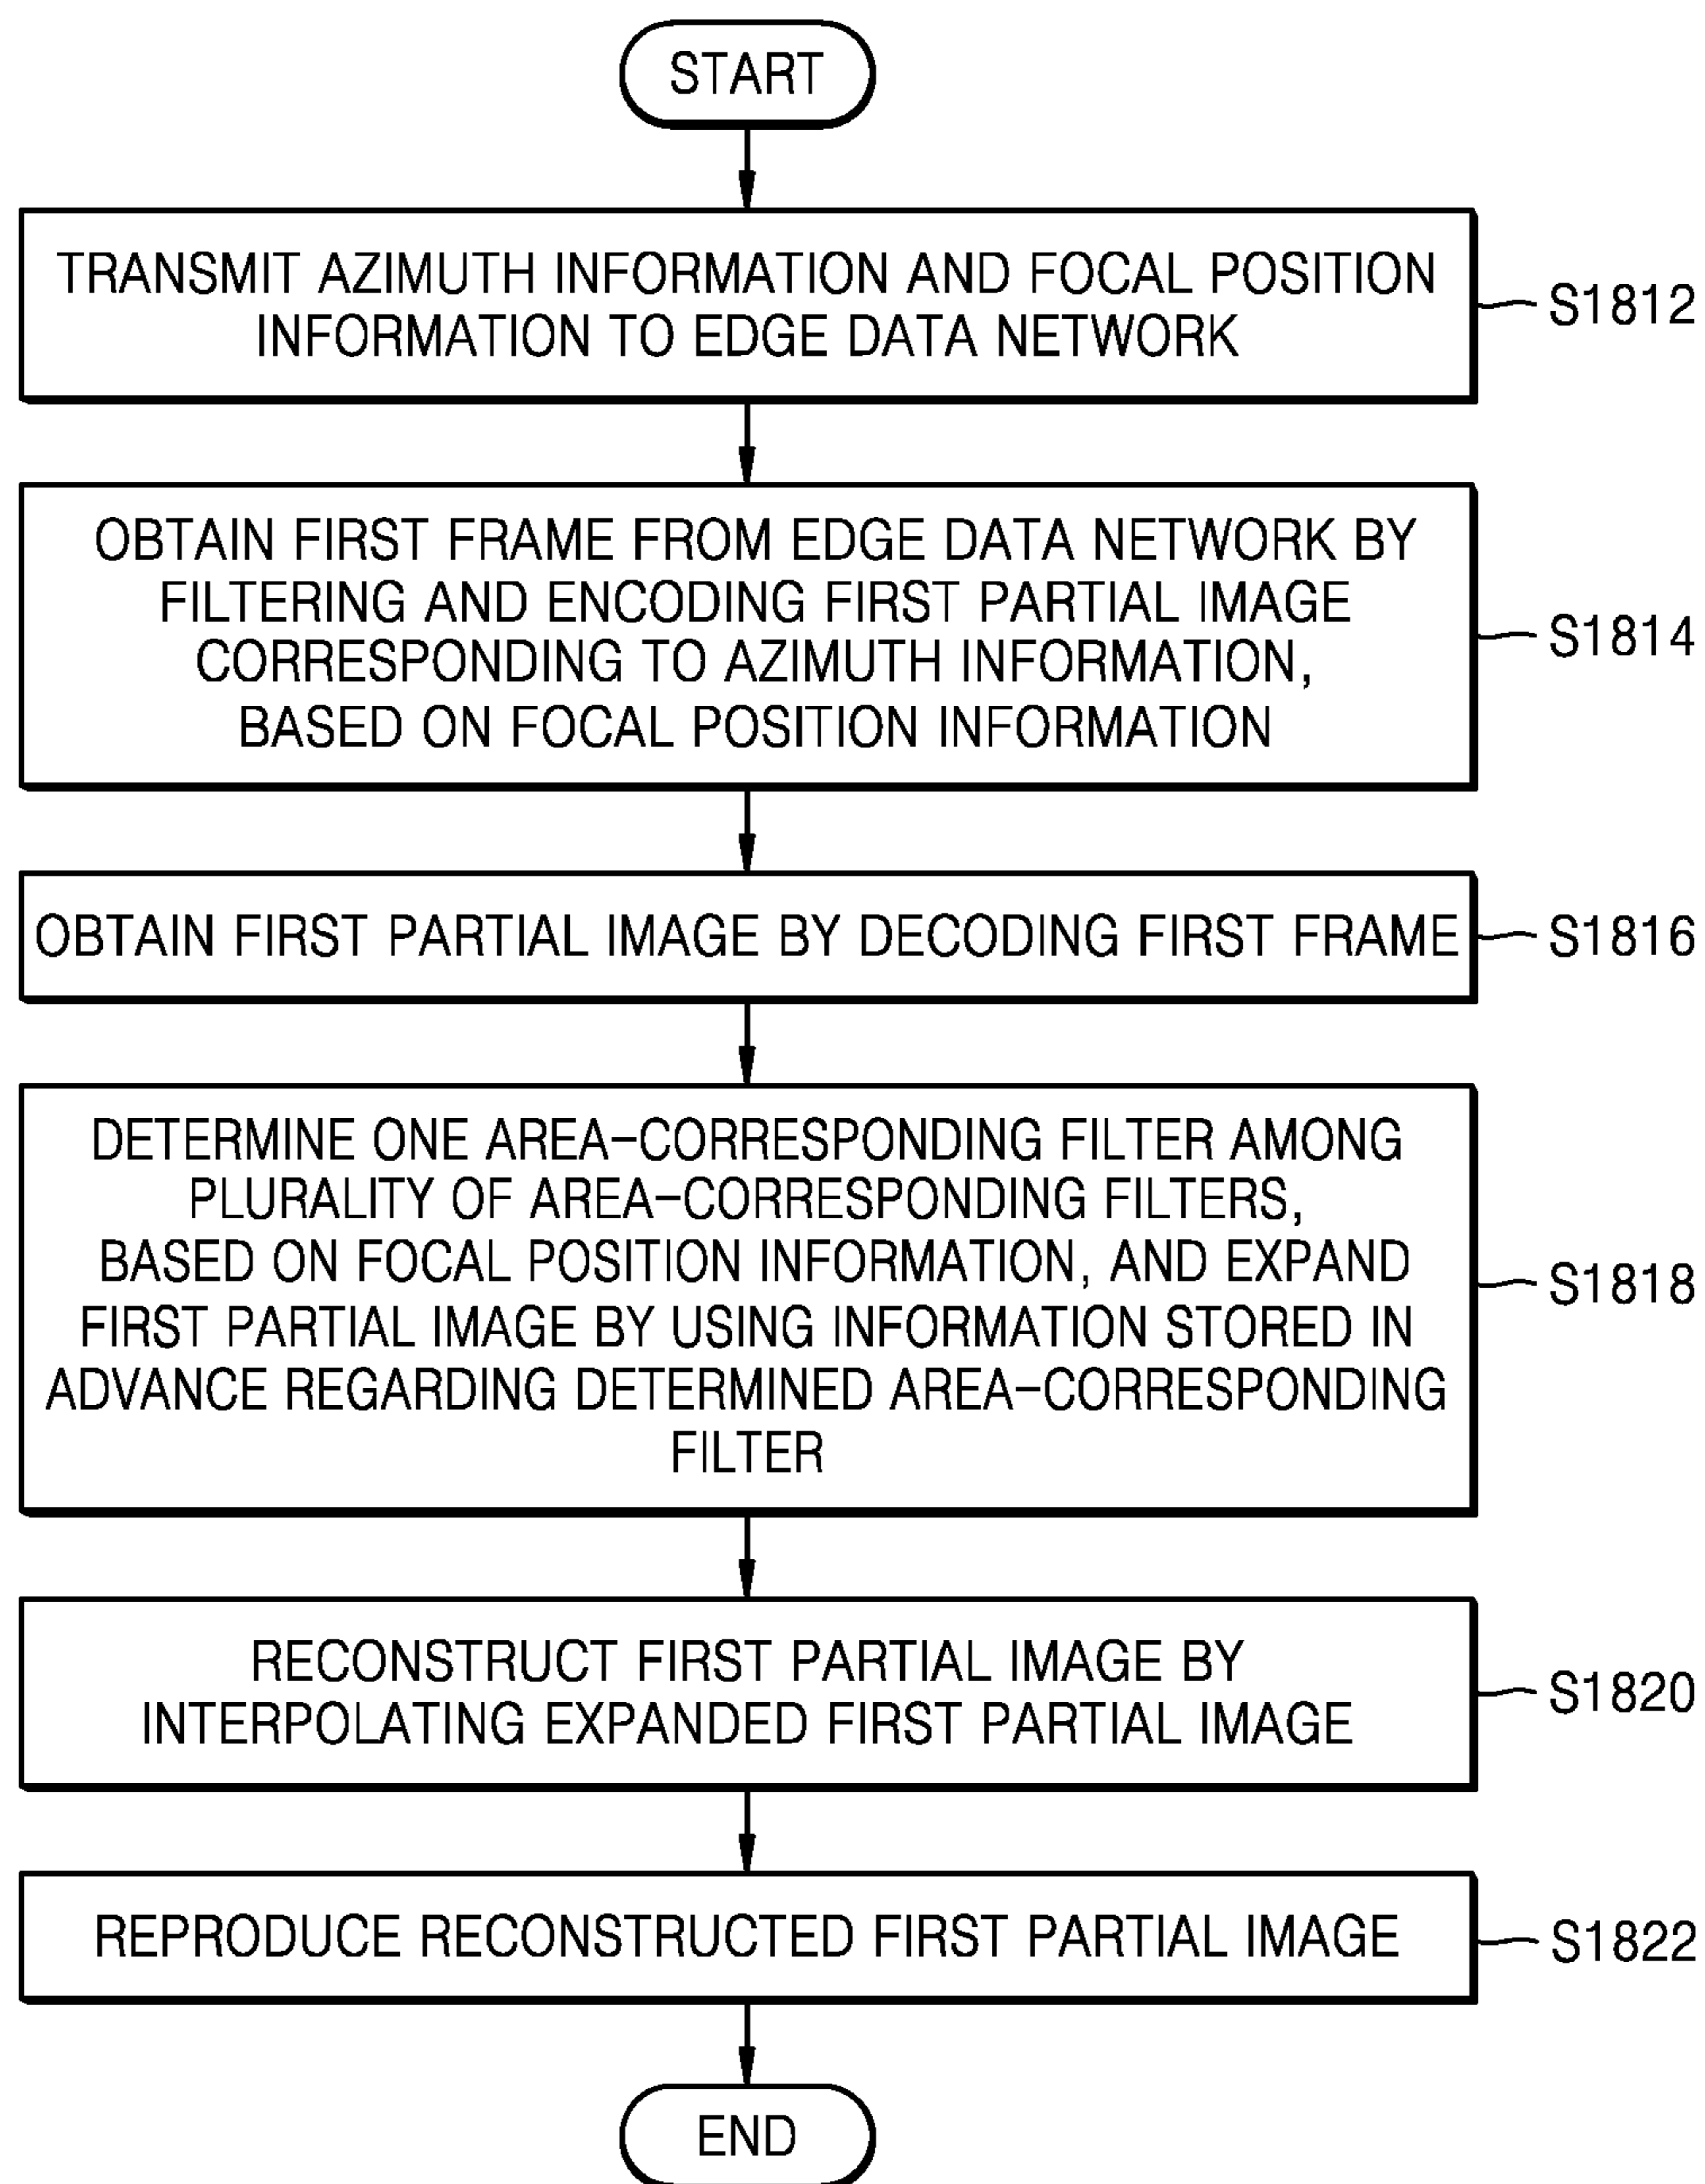 START
TRANSMIT AZIMUTH INFORMATION AND FOCAL POSITION
INFORMATION TO EDGE DATA NETWORK
S1812
OBTAIN FIRST FRAME FROM EDGE DATA NETWORK BY
FILTERING AND ENCODING FIRST PARTIAL IMAGE
CORRESPONDING TO AZIMUTH INFORMATION,
BASED ON FOCAL POSITION INFORMATION
S1814
OBTAIN FIRST PARTIAL IMAGE BY DECODING FIRST FRAME
S1816
DETERMINE ONE AREA-CORRESPONDING FILTER AMONG
PLURALITY OF AREA-CORRESPONDING FILTERS,
BASED ON FOCAL POSITION INFORMATION, AND EXPAND
FIRST PARTIAL IMAGE BY USING INFORMATION STORED IN
ADVANCE REGARDING DETERMINED AREA-CORRESPONDING
FILTER
S1818
RECONSTRUCT FIRST PARTIAL IMAGE BY
INTERPOLATING EXPANDED FIRST PARTIAL IMAGE
S1820
REPRODUCE RECONSTRUCTED FIRST PARTIAL IMAGE
S1822
END